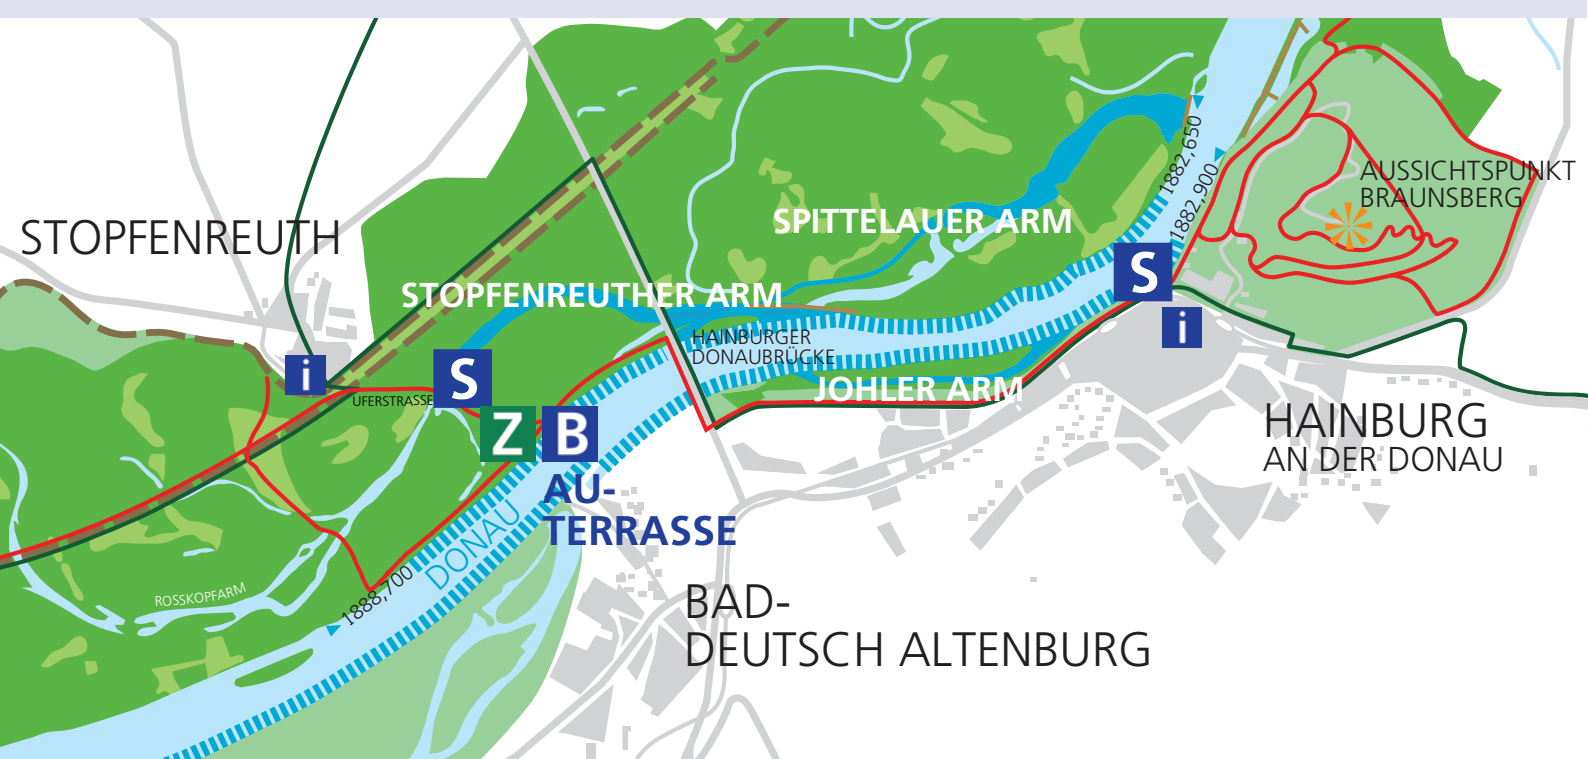 1882,650
1882,900
AUSSICHTSPUNKT
BRAUNSBERG
STOPFENREUTH
SPITTELAUER ARM
S
STOPFENREUTHER ARM
i
HAINBURGER
DONAUBRÜCKE
i
S
UFERSTRASSE
JOHLER ARM
HAINBURG
AN DER DONAU
Z
B
AU-
TERRASSE
DONAU
1888,700
ROSSKOPFARM
BAD-
DEUTSCH ALTENBURG